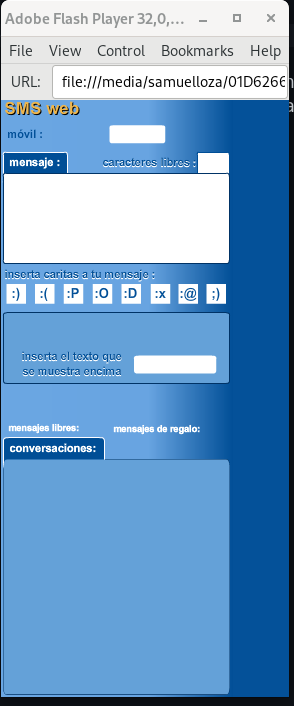 Adobe Flash Player 32,0,...
File View Control Bookmarks Help
URL: file:///media/samuelloza/01D6266
SMS web
móvil :
mensaje : caracteres libres :
inserta caritas a tu mensaje :
:) :( :P :O :D :x :@ ;)
inserta el texto que
se muestra encima
mensajes libres: mensajes de regalo:
conversaciones: